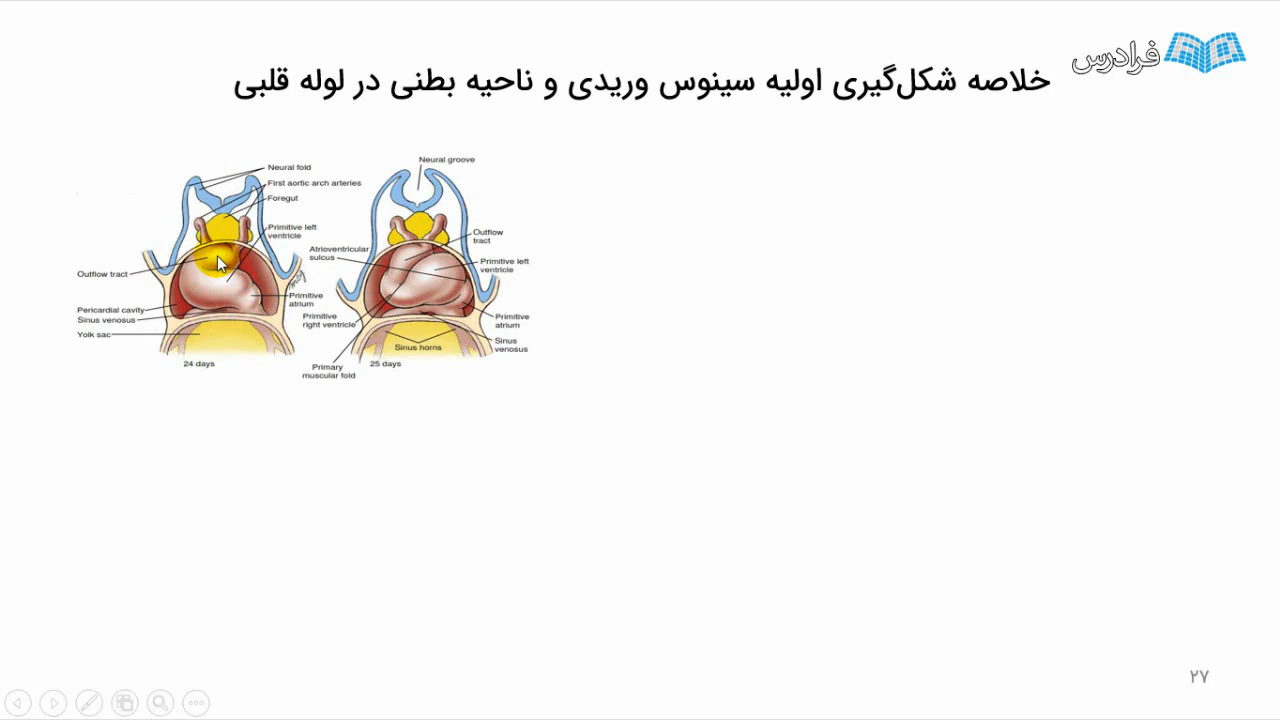 فرادرس
خلاصه شکل‌گیری اولیه سینوس وریدی و ناحیه بطنی در لوله قلبی
Neural fold
First aortic arch arteries
Foregut
Primitive left
ventricle
Outflow tract
Primitive
atrium
Pericardial cavity
Sinus venosus
Yolk sac
24 days
Neural groove
Outflow
tract
Atrioventricular
sulcus
Primitive left
ventricle
Primitive
right ventricle
Primitive
atrium
Sinus
venosus
Sinus horns
Primary
muscular fold
25 days
۲۷